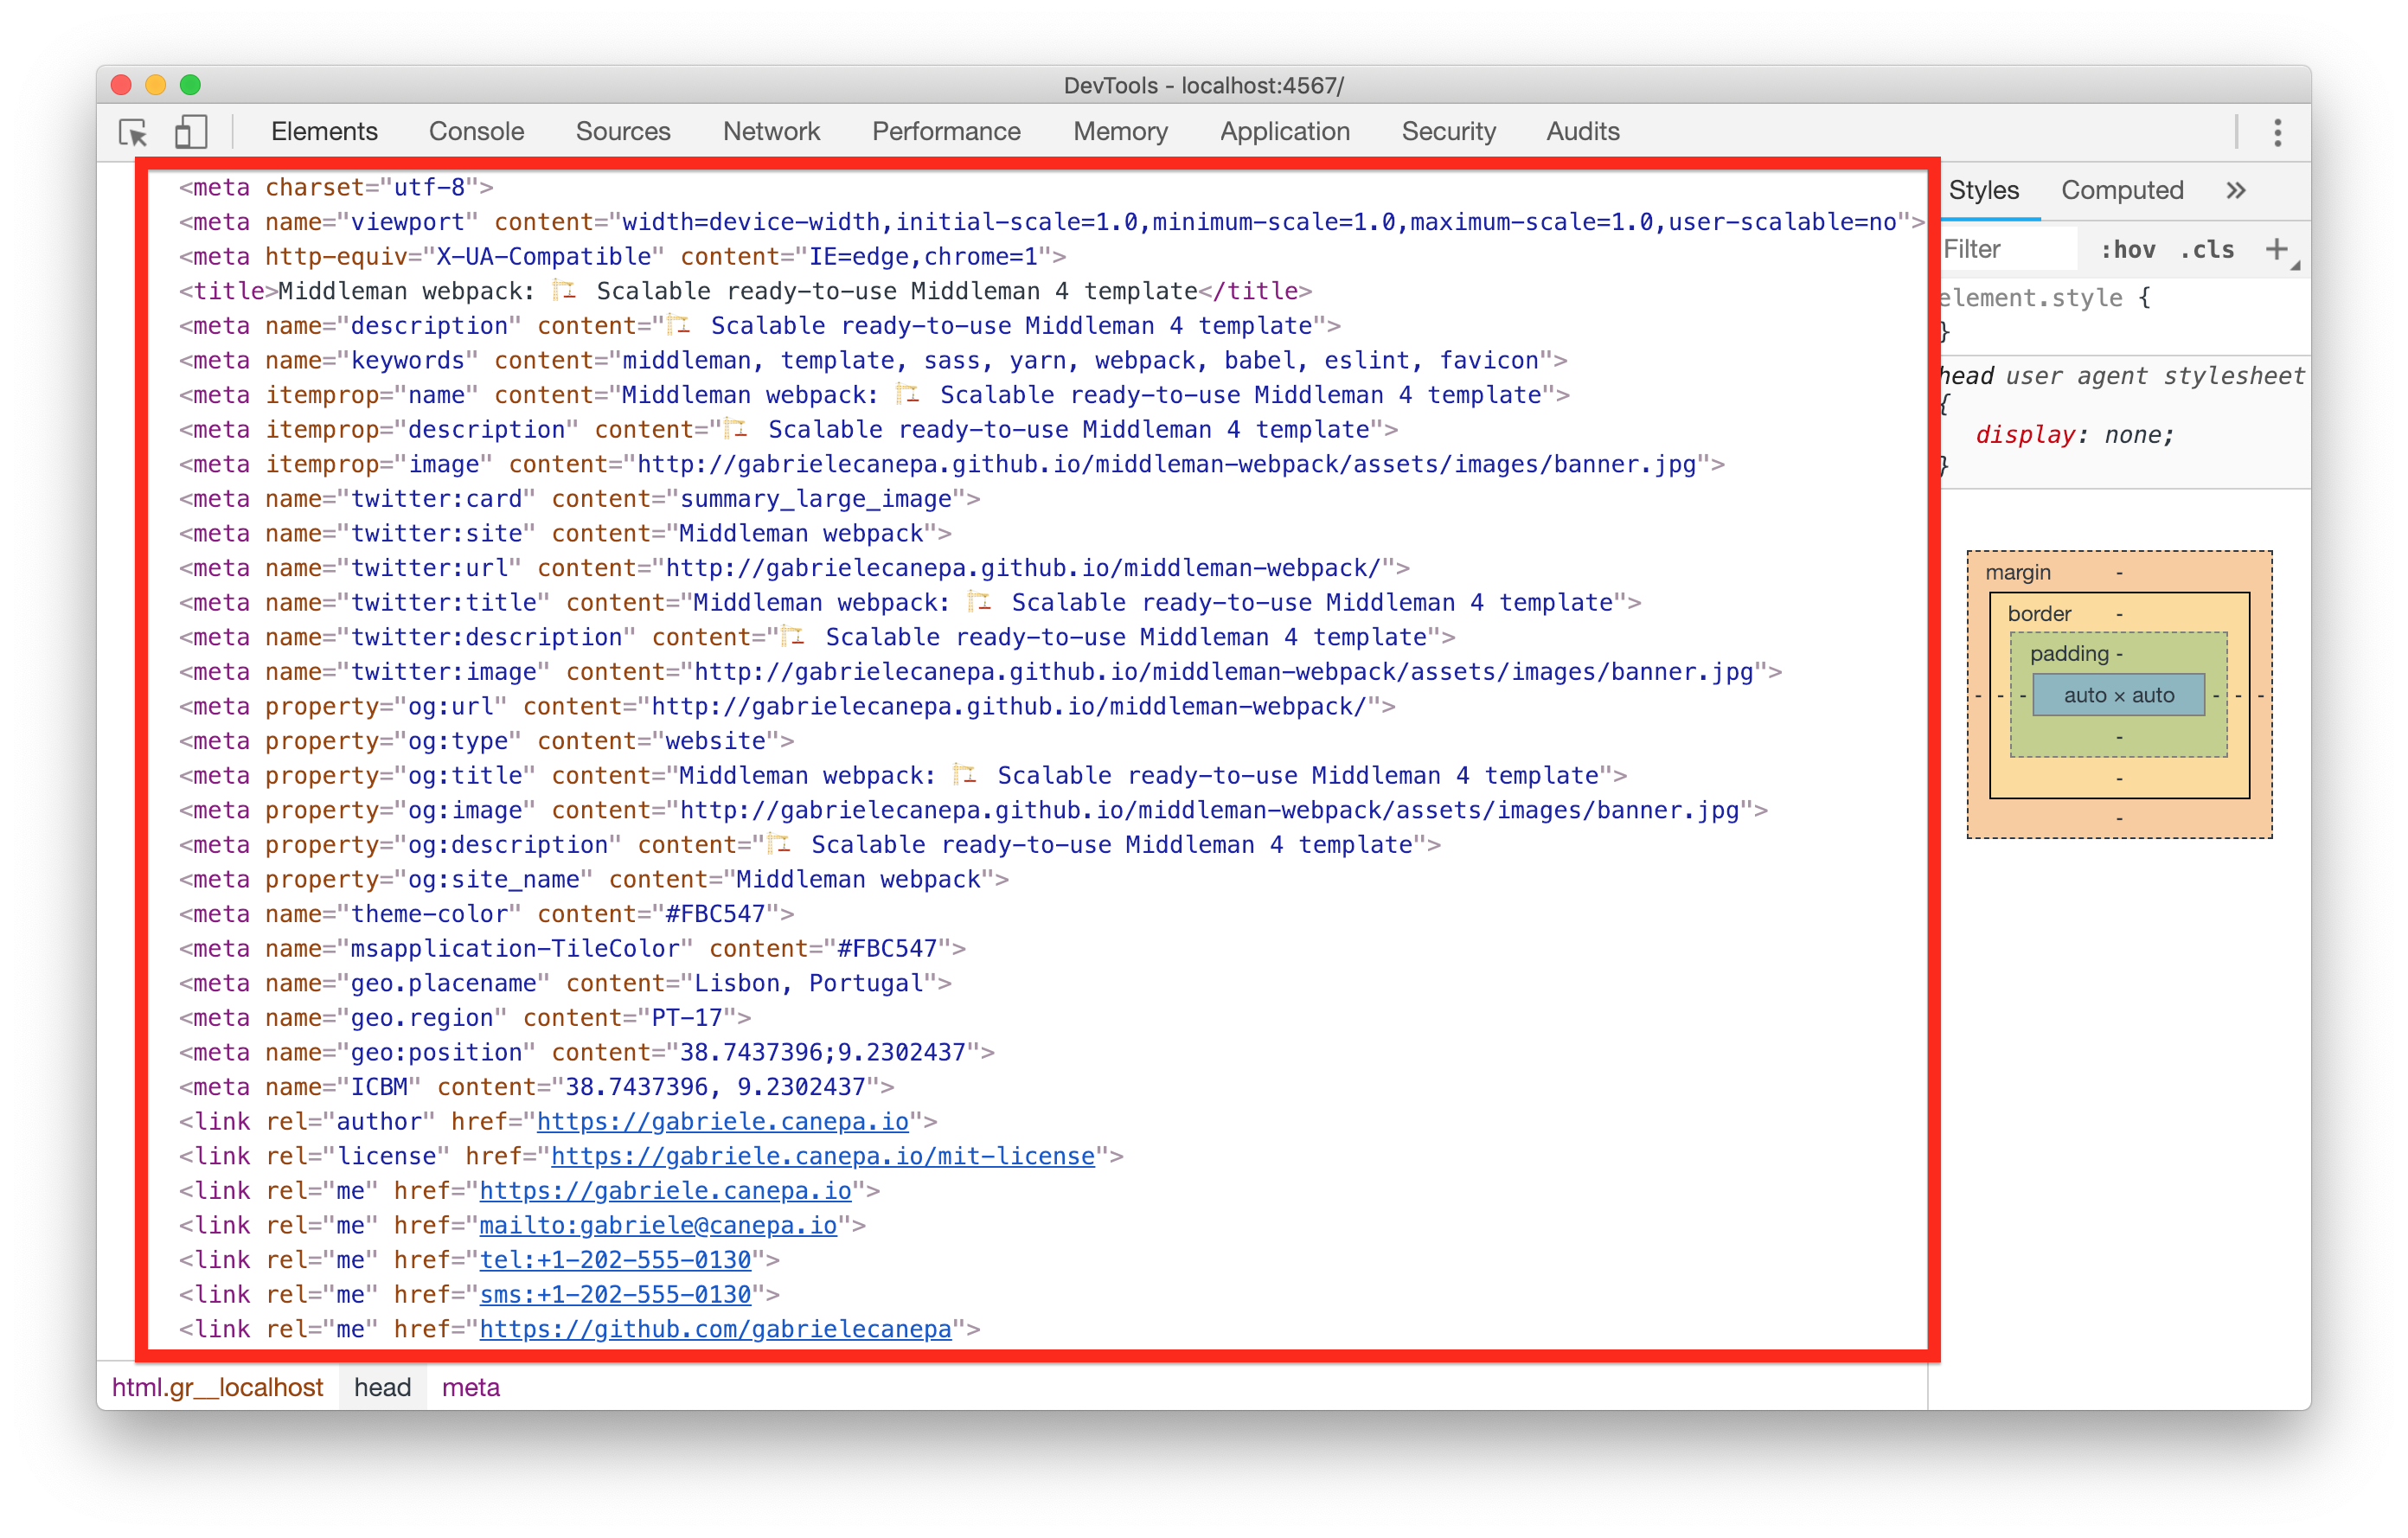 DevTools - localhost:4567/
Elements Console Sources Network Performance Memory Application Security Audits
<meta charset="utf-8">
<meta name="viewport" content="width=device-width,initial-scale=1.0,minimum-scale=1.0,maximum-scale=1.0,user-scalable=no">
<meta http-equiv="X-UA-Compatible" content="IE=edge,chrome=1">
<title>Middleman webpack: 🏗 Scalable ready-to-use Middleman 4 template</title>
<meta name="description" content="🏗 Scalable ready-to-use Middleman 4 template">
<meta name="keywords" content="middleman, template, sass, yarn, webpack, babel, eslint, favicon">
<meta itemprop="name" content="Middleman webpack: 🏗 Scalable ready-to-use Middleman 4 template">
<meta itemprop="description" content="🏗 Scalable ready-to-use Middleman 4 template">
<meta itemprop="image" content="http://gabrielecanepa.github.io/middleman-webpack/assets/images/banner.jpg">
<meta name="twitter:card" content="summary_large_image">
<meta name="twitter:site" content="Middleman webpack">
<meta name="twitter:url" content="http://gabrielecanepa.github.io/middleman-webpack/">
<meta name="twitter:title" content="Middleman webpack: 🏗 Scalable ready-to-use Middleman 4 template">
<meta name="twitter:description" content="🏗 Scalable ready-to-use Middleman 4 template">
<meta name="twitter:image" content="http://gabrielecanepa.github.io/middleman-webpack/assets/images/banner.jpg">
<meta property="og:url" content="http://gabrielecanepa.github.io/middleman-webpack/">
<meta property="og:type" content="website">
<meta property="og:title" content="Middleman webpack: 🏗 Scalable ready-to-use Middleman 4 template">
<meta property="og:image" content="http://gabrielecanepa.github.io/middleman-webpack/assets/images/banner.jpg">
<meta property="og:description" content="🏗 Scalable ready-to-use Middleman 4 template">
<meta property="og:site_name" content="Middleman webpack">
<meta name="theme-color" content="#FBC547">
<meta name="msapplication-TileColor" content="#FBC547">
<meta name="geo.placename" content="Lisbon, Portugal">
<meta name="geo.region" content="PT-17">
<meta name="geo:position" content="38.7437396;9.2302437">
<meta name="ICBM" content="38.7437396, 9.2302437">
<link rel="author" href="https://gabriele.canepa.io">
<link rel="license" href="https://gabriele.canepa.io/mit-license">
<link rel="me" href="https://gabriele.canepa.io">
<link rel="me" href="mailto:gabriele@canepa.io">
<link rel="me" href="tel:+1-202-555-0130">
<link rel="me" href="sms:+1-202-555-0130">
<link rel="me" href="https://github.com/gabrielecanepa">
html.gr__localhost head meta
Styles Computed »
Filter :hov .cls +
element.style {
}
head user agent stylesheet
{
display: none;
}
margin -
border -
padding -
- - - auto × auto - - -
-
-
-